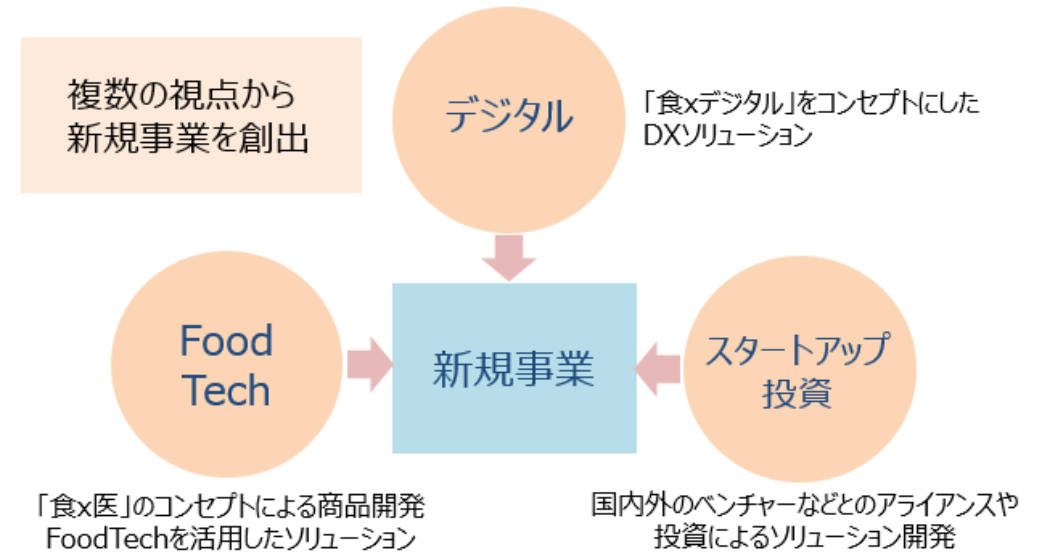 複数の視点から
新規事業を創出
デジタル
「食xデジタル」をコンセプトにした
DXソリューション
Food
Tech
新規事業
スタートアップ
投資
「食x医」のコンセプトによる商品開発
FoodTechを活用したソリューション
国内外のベンチャーなどとのアライアンスや
投資によるソリューション開発